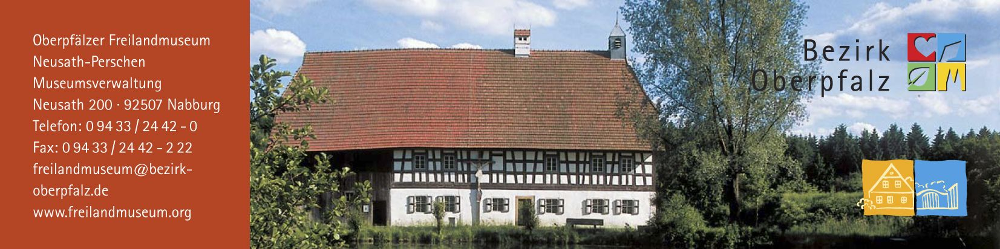 Oberpfälzer Freilandmuseum
Neusath-Perschen
Museumsverwaltung
Neusath 200 · 92507 Nabburg
Telefon: 0 94 33 / 24 42 - 0
Fax: 0 94 33 / 24 42 - 2 22
freilandmuseum@bezirk-
oberpfalz.de
www.freilandmuseum.org
Bezirk
Oberpfalz